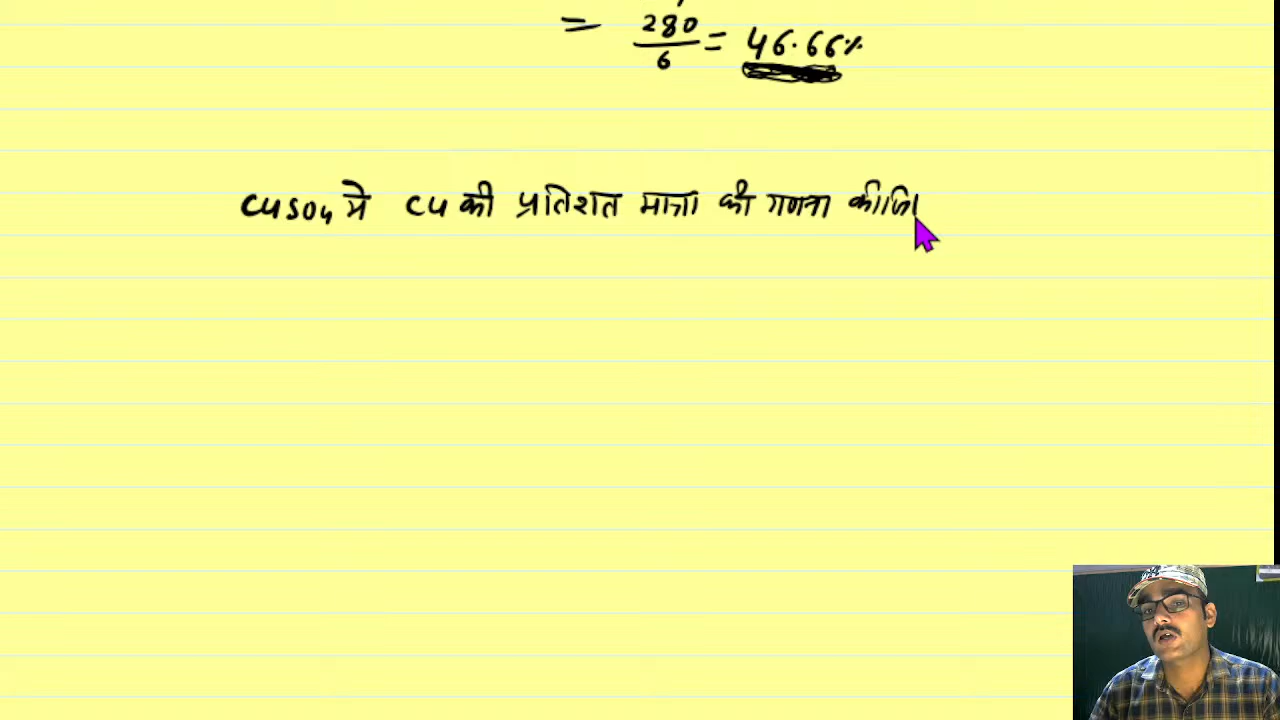 = 280/6 = 46.66%
CuSO4 मे Cu की प्रतिशत मात्रा की गणना कीजि